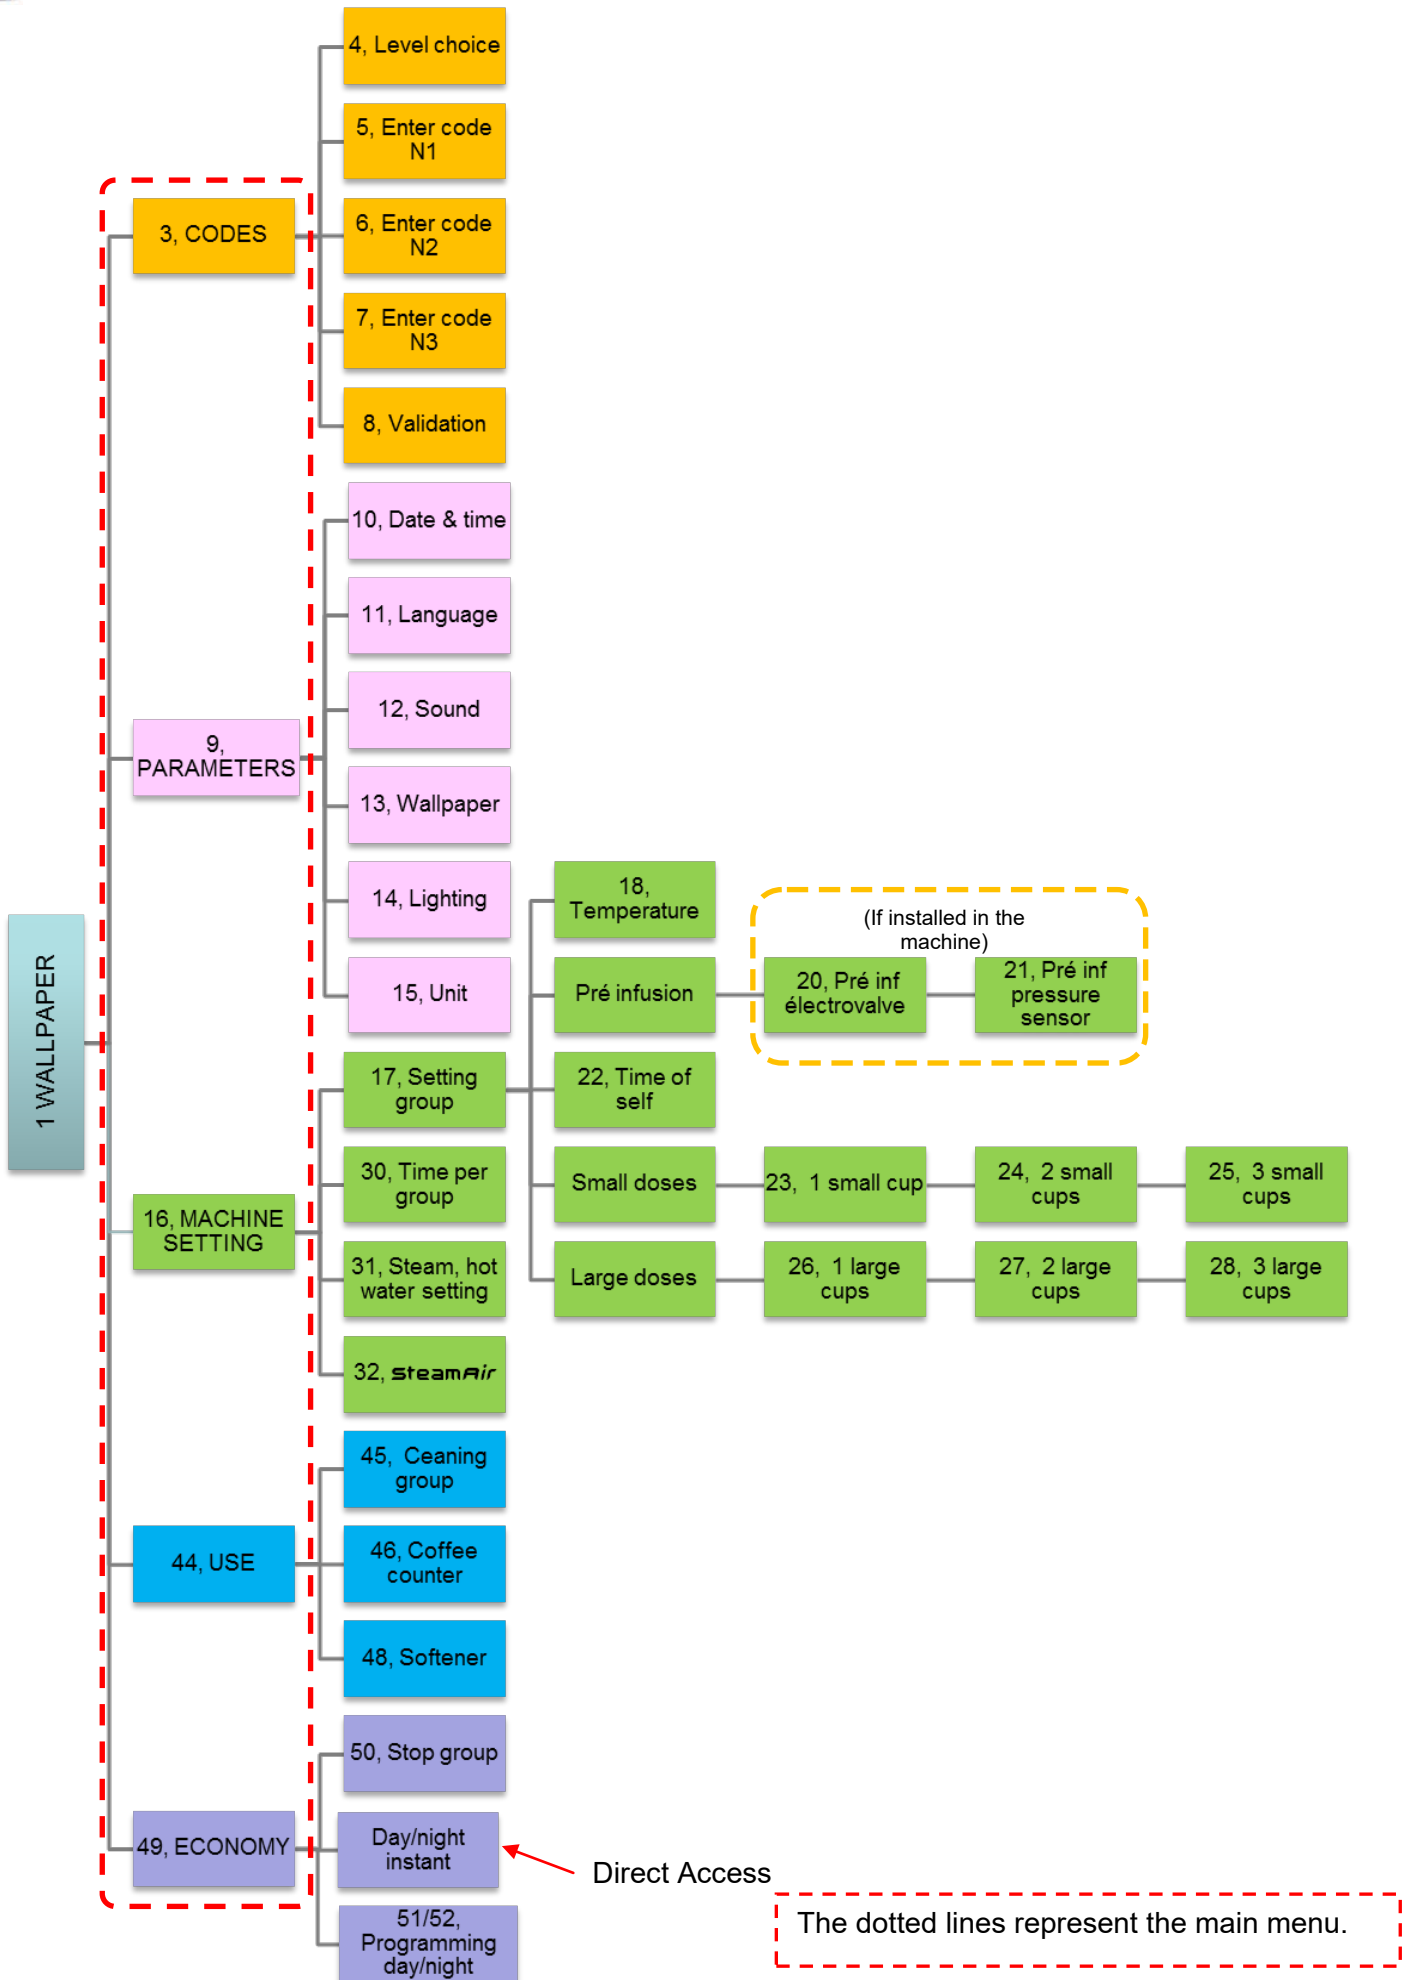 4, Level choice
5, Enter code
N1
3, CODES
6, Enter code
N2
7, Enter code
N3
8, Validation
10, Date & time
11, Language
12, Sound
9,
PARAMETERS
13, Wallpaper
14, Lighting
15, Unit
1 WALLPAPER
18,
Temperature
(If installed in the
machine)
Pré infusion
20, Pré inf
électrovalve
21, Pré inf
pressure
sensor
17, Setting
group
22, Time of
self
30, Time per
group
Small doses
23,  1 small cup
24,  2 small
cups
25,  3 small
cups
16, MACHINE
SETTING
31, Steam, hot
water setting
Large doses
26,  1 large
cups
27,  2 large
cups
28,  3 large
cups
32, SteamAir
45,  Ceaning
group
44, USE
46, Coffee
counter
48, Softener
50, Stop group
49, ECONOMY
Day/night
instant
Direct Access
51/52,
Programming
day/night
The dotted lines represent the main menu.